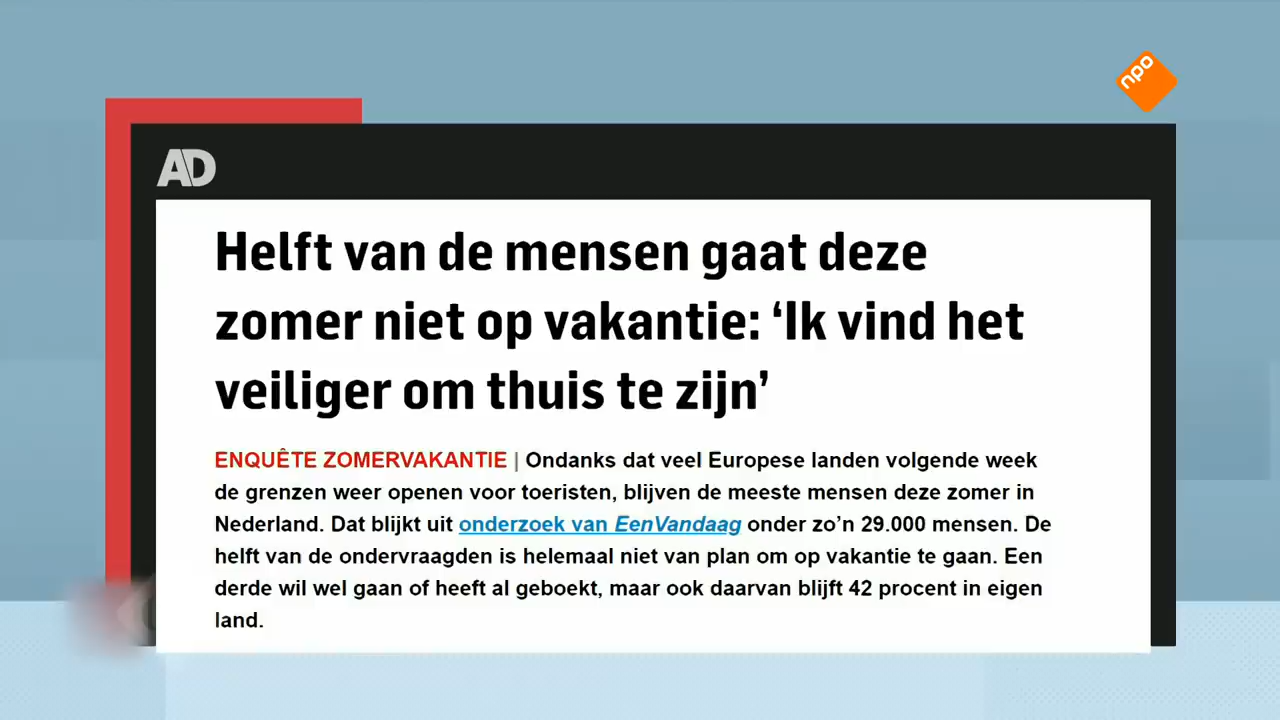 npo
AD
Helft van de mensen gaat deze
zomer niet op vakantie: ‘Ik vind het
veiliger om thuis te zijn’
ENQUÊTE ZOMERVAKANTIE | Ondanks dat veel Europese landen volgende week
de grenzen weer openen voor toeristen, blijven de meeste mensen deze zomer in
Nederland. Dat blijkt uit onderzoek van EenVandaag onder zo’n 29.000 mensen. De
helft van de ondervraagden is helemaal niet van plan om op vakantie te gaan. Een
derde wil wel gaan of heeft al geboekt, maar ook daarvan blijft 42 procent in eigen
land.